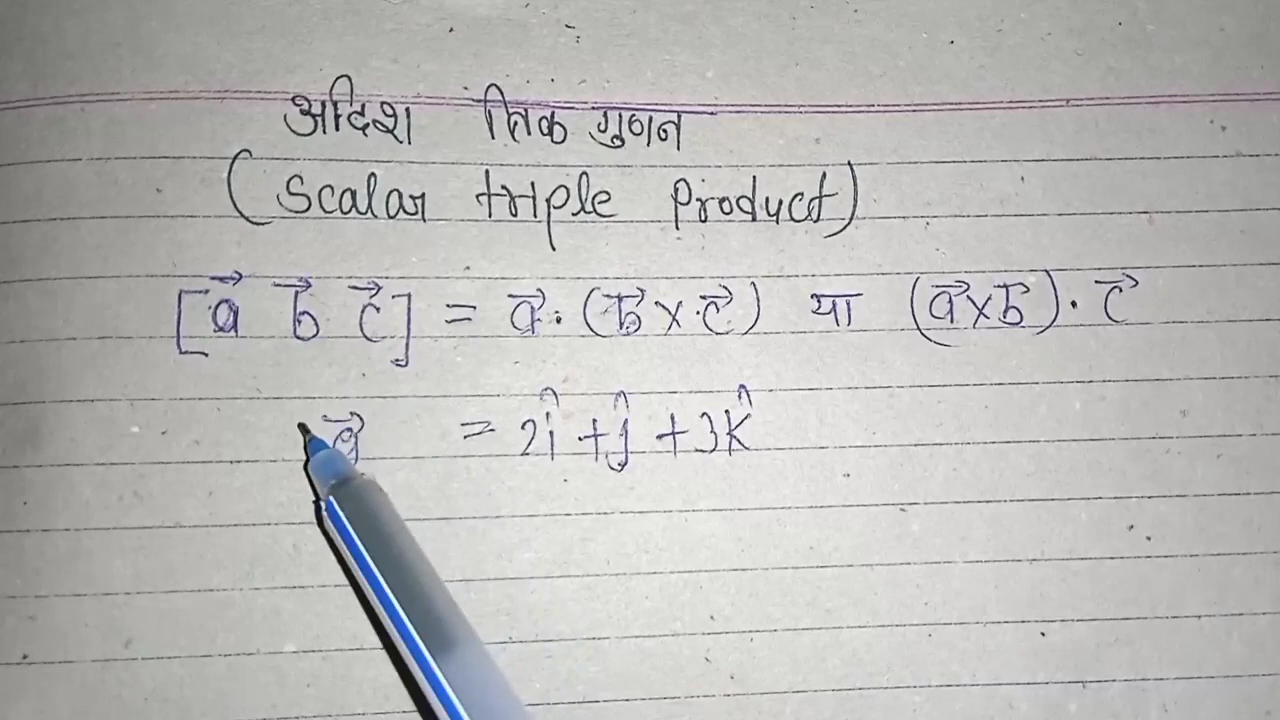 अदिश त्रिक गुणन
(Scalar triple Product)
[a⃗ b⃗ c⃗] = a⃗·(b⃗×c⃗) या (a⃗×b⃗)·c⃗
a⃗ = 2î + ĵ + 3k̂